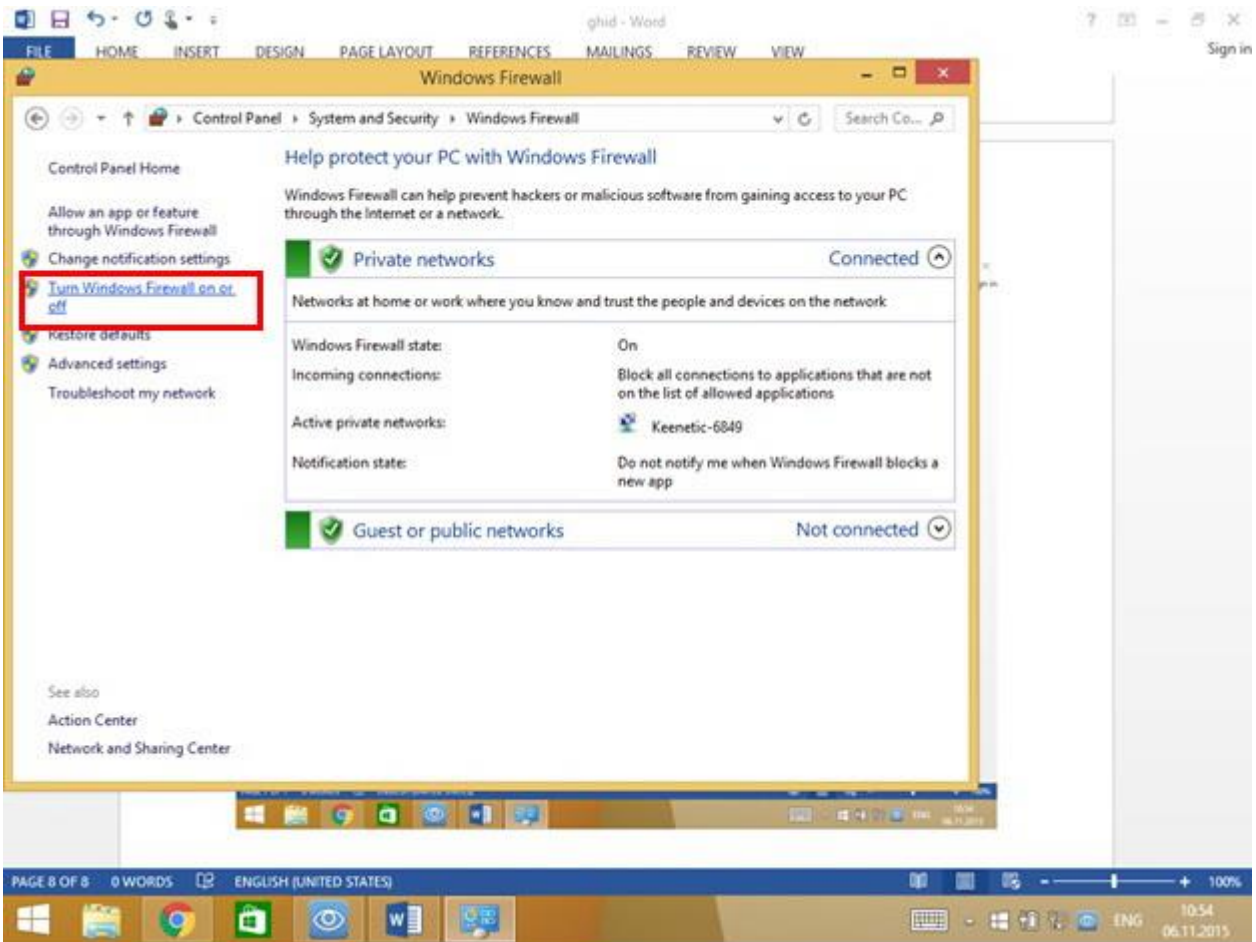 ghid - Word
FILE HOME INSERT DESIGN PAGE LAYOUT REFERENCES MAILINGS REVIEW VIEW
Sign in
Windows Firewall
Control Panel System and Security Windows Firewall
Search Co...
Control Panel Home
Allow an app or feature
through Windows Firewall
Change notification settings
Turn Windows Firewall on or
off
Restore defaults
Advanced settings
Troubleshoot my network
See also
Action Center
Network and Sharing Center
Help protect your PC with Windows Firewall
Windows Firewall can help prevent hackers or malicious software from gaining access to your PC
through the Internet or a network.
Private networks Connected
Networks at home or work where you know and trust the people and devices on the network
Windows Firewall state: On
Incoming connections: Block all connections to applications that are not
on the list of allowed applications
Active private networks: Keenetic-6849
Notification state: Do not notify me when Windows Firewall blocks a
new app
Guest or public networks Not connected
PAGE 8 OF 8 0 WORDS ENGLISH (UNITED STATES) 100%
ENG
10:54
06.11.2015